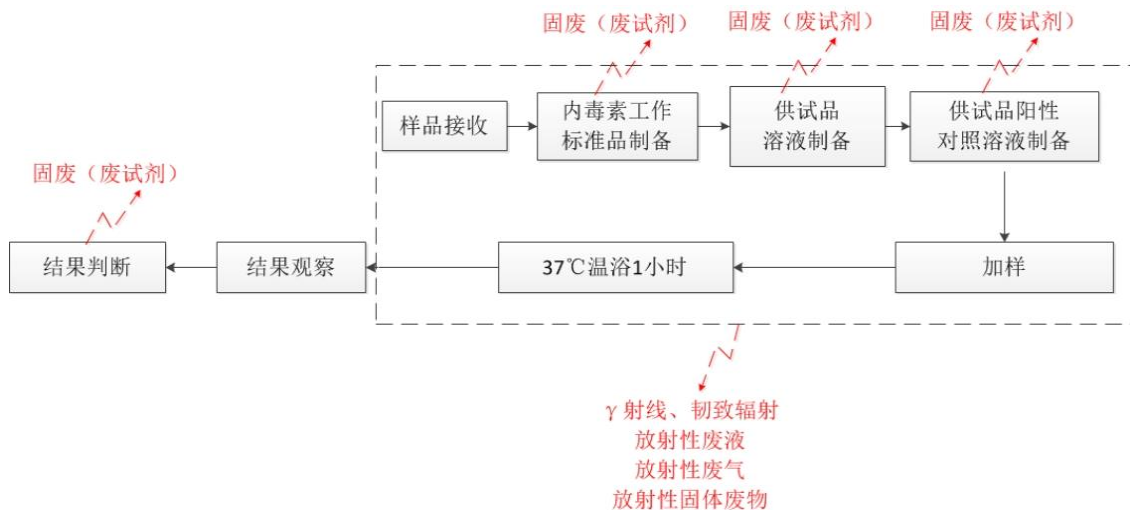 固废（废试剂）
固废（废试剂）
固废（废试剂）
样品接收
内毒素工作
标准品制备
供试品
溶液制备
供试品阳性
对照溶液制备
固废（废试剂）
结果判断
结果观察
37℃温浴1小时
加样
γ射线、韧致辐射
放射性废液
放射性废气
放射性固体废物